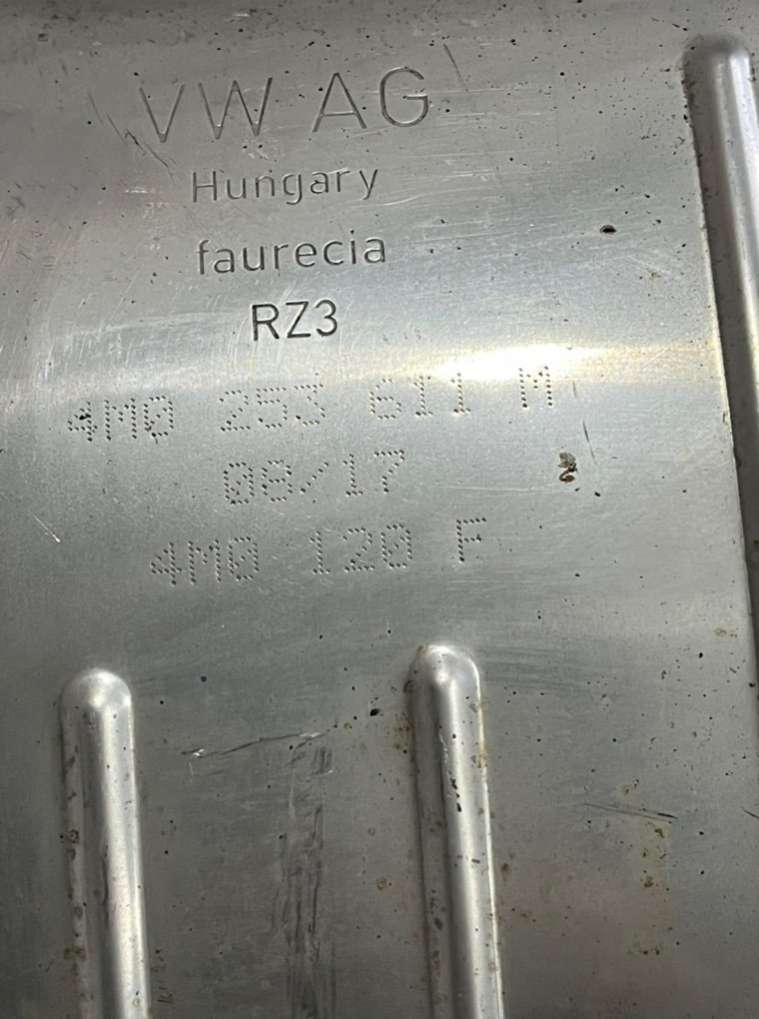 VW AG
Hungary
faurecia
RZ3
4M0 253 611 M
08/17
4M0 120 F